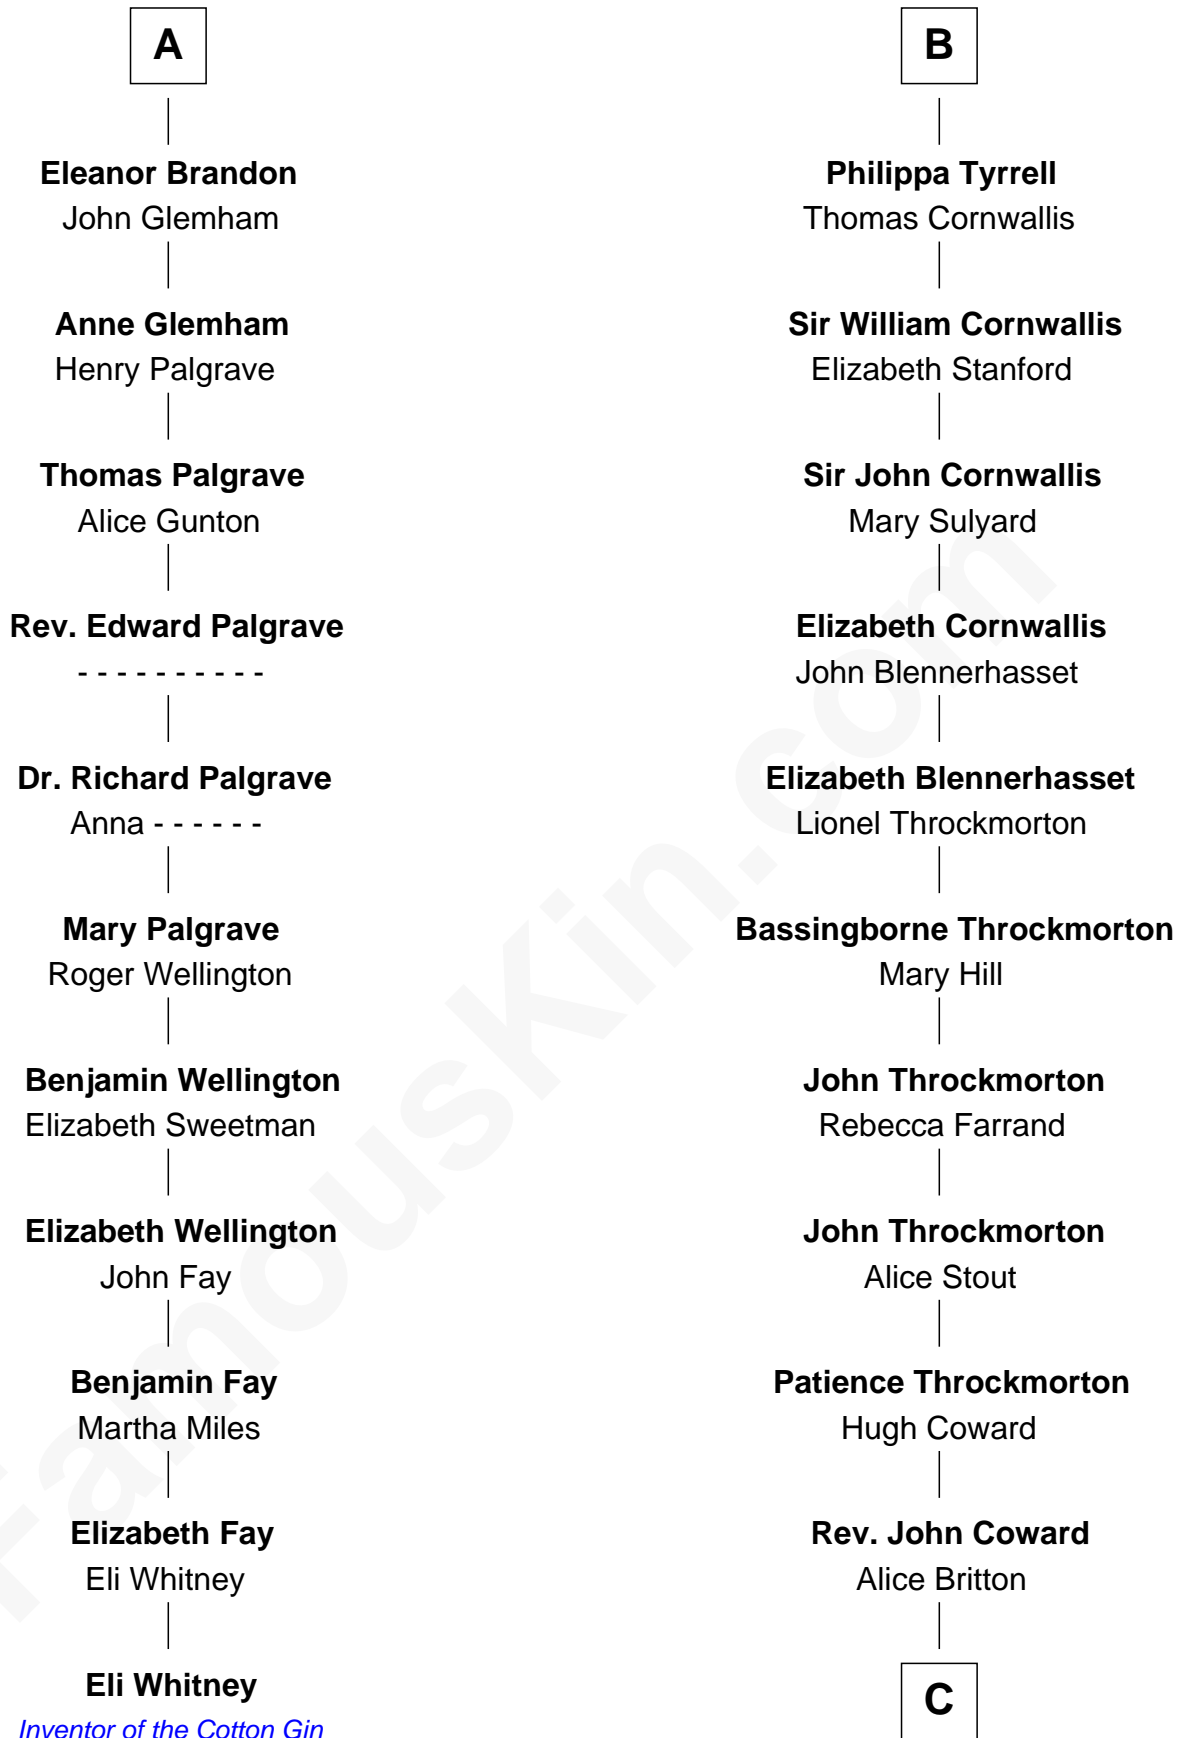 A
Eleanor Brandon
John Glemham
Anne Glemham
Henry Palgrave
Thomas Palgrave
Alice Gunton
Rev. Edward Palgrave
- - - - - - - - - -
Dr. Richard Palgrave
Anna - - - - - -
Mary Palgrave
Roger Wellington
Benjamin Wellington
Elizabeth Sweetman
Elizabeth Wellington
John Fay
Benjamin Fay
Martha Miles
Elizabeth Fay
Eli Whitney
Eli Whitney
Inventor of the Cotton Gin
B
Philippa Tyrrell
Thomas Cornwallis
Sir William Cornwallis
Elizabeth Stanford
Sir John Cornwallis
Mary Sulyard
Elizabeth Cornwallis
John Blennerhasset
Elizabeth Blennerhasset
Lionel Throckmorton
Bassingborne Throckmorton
Mary Hill
John Throckmorton
Rebecca Farrand
John Throckmorton
Alice Stout
Patience Throckmorton
Hugh Coward
Rev. John Coward
Alice Britton
C
FamousKin.com